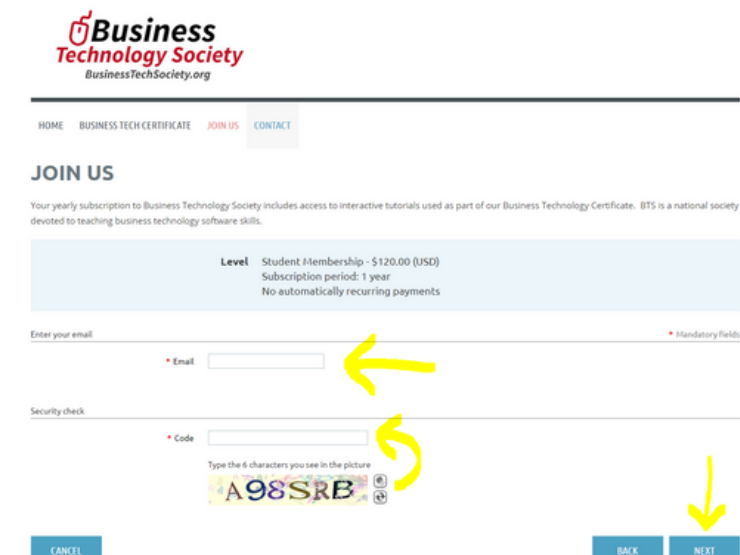 Business
Technology Society
BusinessTechSociety.org
HOME BUSINESS TECH CERTIFICATE JOIN US CONTACT
JOIN US
Your yearly subscription to Business Technology Society includes access to interactive tutorials used as part of our Business Technology Certificate. BTS is a national society
devoted to teaching business technology software skills.
Level Student Membership - $120.00 (USD)
Subscription period: 1 year
No automatically recurring payments
Enter your email * Mandatory fields
* Email
Security check
* Code
Type the 6 characters you see in the picture
A98SRB
CANCEL BACK NEXT